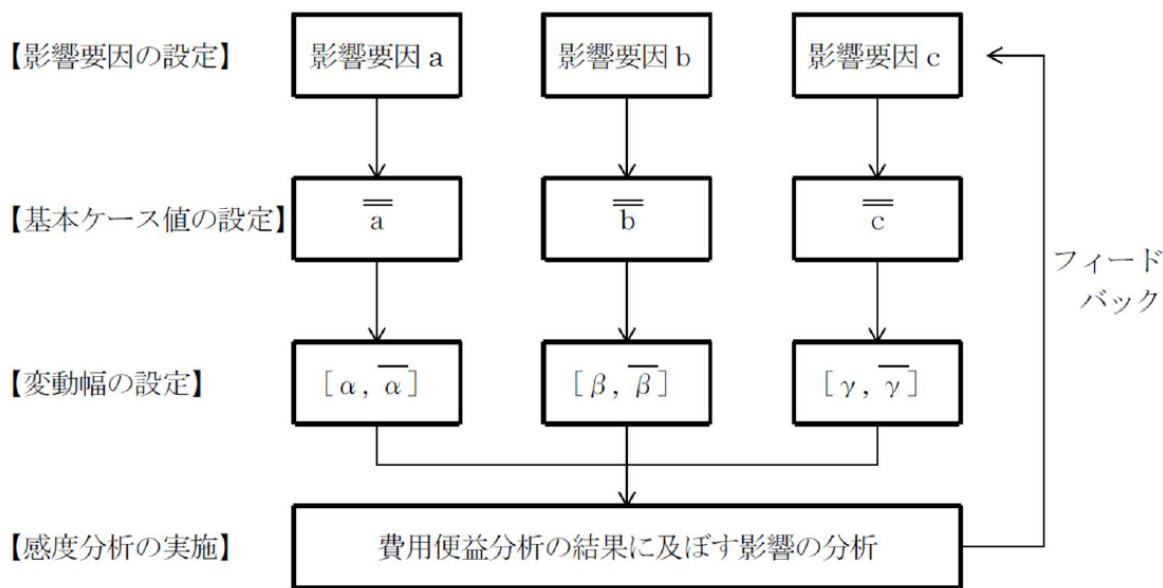 【影響要因の設定】 影響要因 a 影響要因 b 影響要因 c
【基本ケース値の設定】 a̿ b̿ c̿
フィード
バック
【変動幅の設定】 [α, α̅] [β, β̅] [γ, γ̅]
【感度分析の実施】 費用便益分析の結果に及ぼす影響の分析